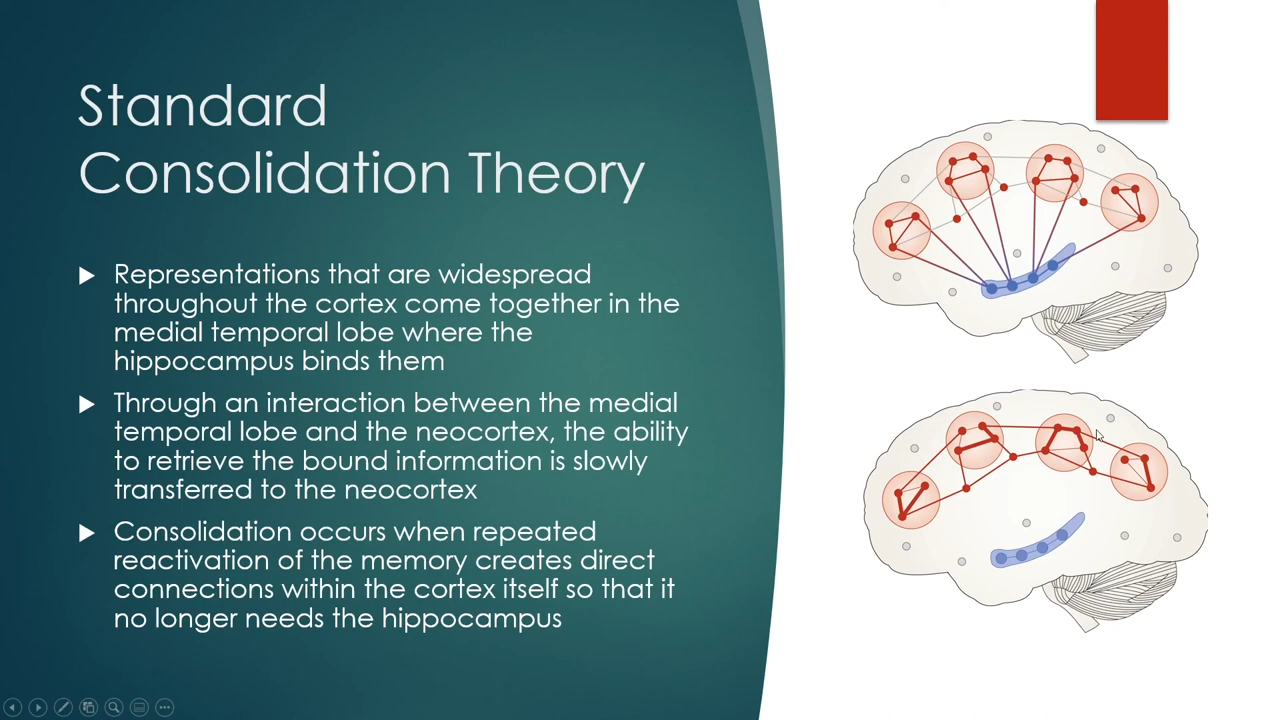 Standard
Consolidation Theory
Representations that are widespread
throughout the cortex come together in the
medial temporal lobe where the
hippocampus binds them
Through an interaction between the medial
temporal lobe and the neocortex, the ability
to retrieve the bound information is slowly
transferred to the neocortex
Consolidation occurs when repeated
reactivation of the memory creates direct
connections within the cortex itself so that it
no longer needs the hippocampus